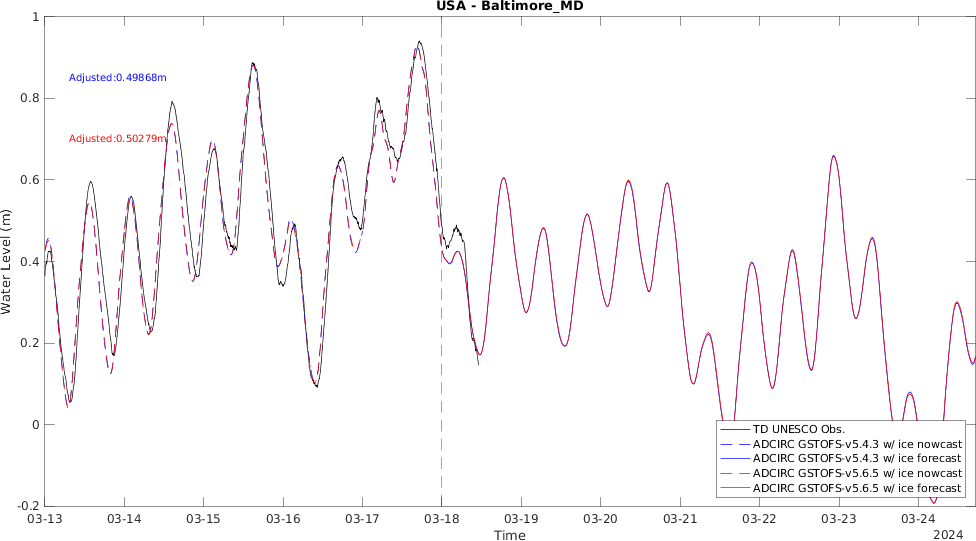 USA - Baltimore_MD
1
0.8
0.6
0.4
0.2
0
-0.2
Water Level (m)
Adjusted:0.49868m
Adjusted:0.50279m
TD UNESCO Obs.
ADCIRC GSTOFS-v5.4.3 w/ ice nowcast
ADCIRC GSTOFS-v5.4.3 w/ ice forecast
ADCIRC GSTOFS-v5.6.5 w/ ice nowcast
ADCIRC GSTOFS-v5.6.5 w/ ice forecast
03-13 03-14 03-15 03-16 03-17 03-18 03-19 03-20 03-21 03-22 03-23 03-24
Time
2024